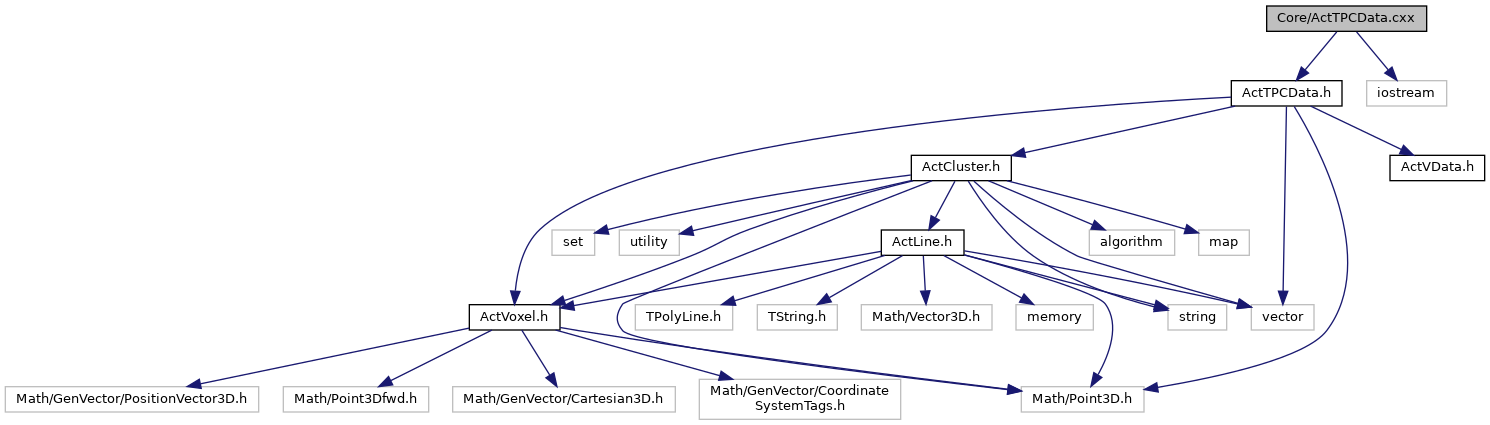 Core/ActTPCData.cxx
ActTPCData.h
iostream
ActCluster.h
ActVData.h
set
utility
ActLine.h
algorithm
map
ActVoxel.h
TPolyLine.h
TString.h
Math/Vector3D.h
memory
string
vector
Math/GenVector/PositionVector3D.h
Math/Point3Dfwd.h
Math/GenVector/Cartesian3D.h
Math/GenVector/Coordinate
SystemTags.h
Math/Point3D.h